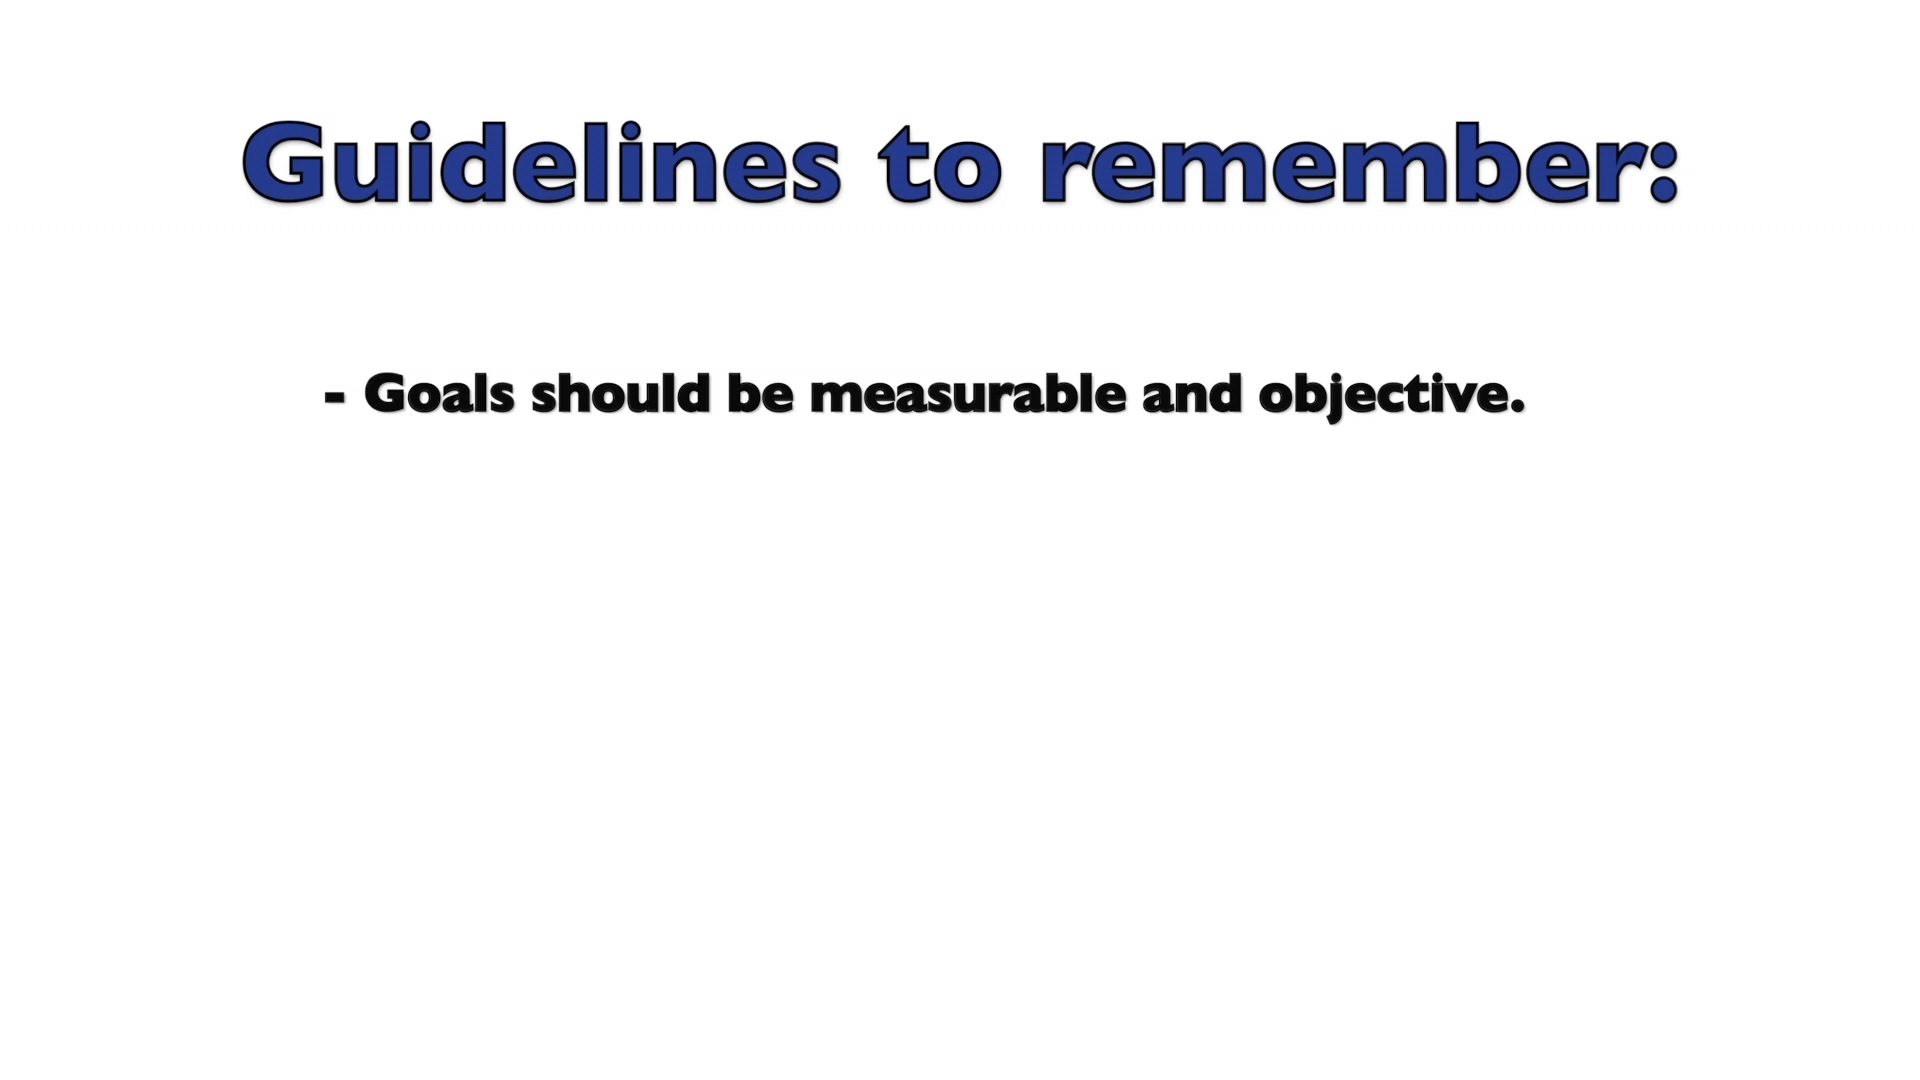 Guidelines to remember:
- Goals should be measurable and objective.